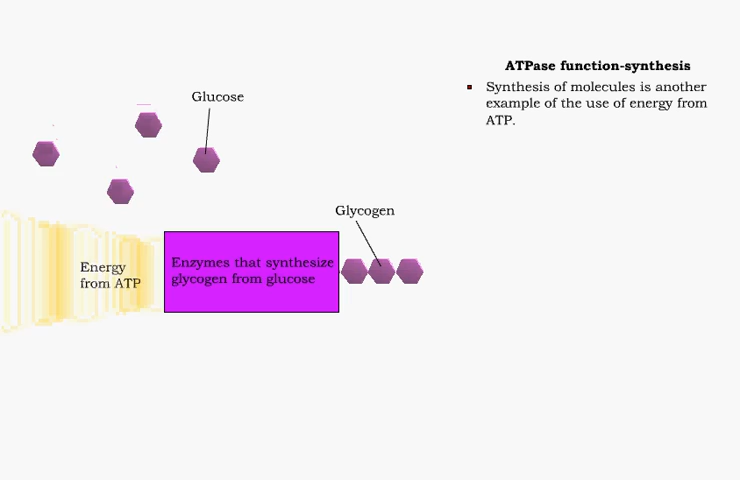 ATPase function-synthesis
Synthesis of molecules is another
example of the use of energy from
ATP.
Glucose
Glycogen
Energy
from ATP
Enzymes that synthesize
glycogen from glucose